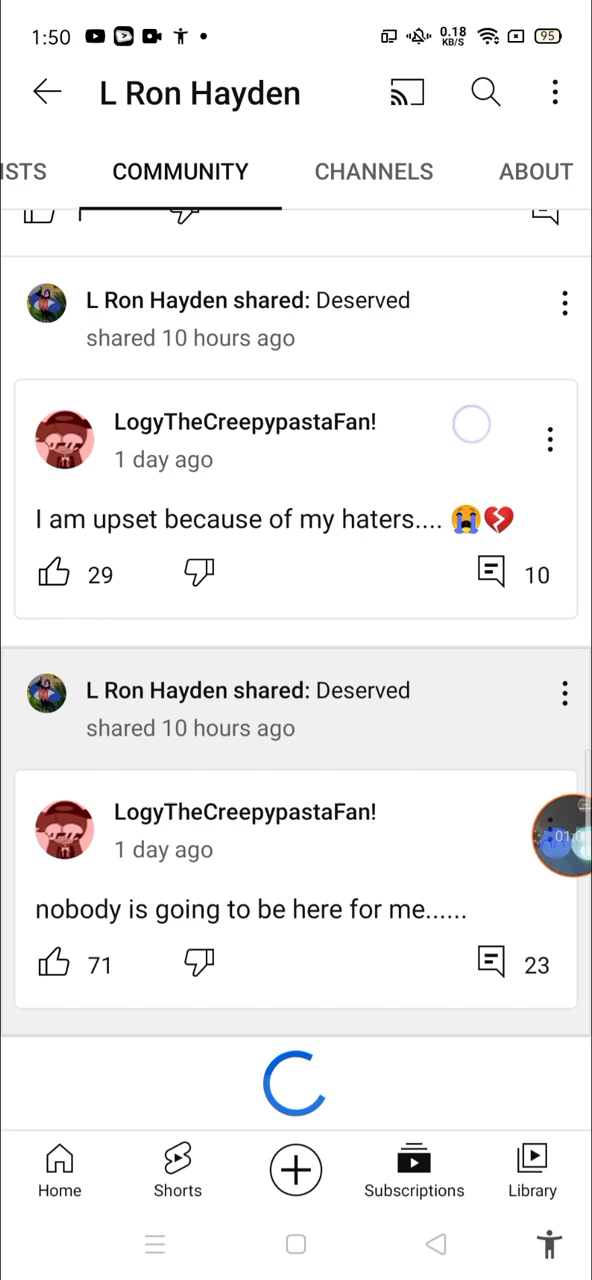 1:50 0.18 KB/S 95
L Ron Hayden
ISTS COMMUNITY CHANNELS ABOUT
L Ron Hayden shared: Deserved
shared 10 hours ago
LogyTheCreepypastaFan!
1 day ago
I am upset because of my haters.... 😭💔
29 10
L Ron Hayden shared: Deserved
shared 10 hours ago
LogyTheCreepypastaFan!
1 day ago
nobody is going to be here for me......
71 23
Home Shorts Subscriptions Library